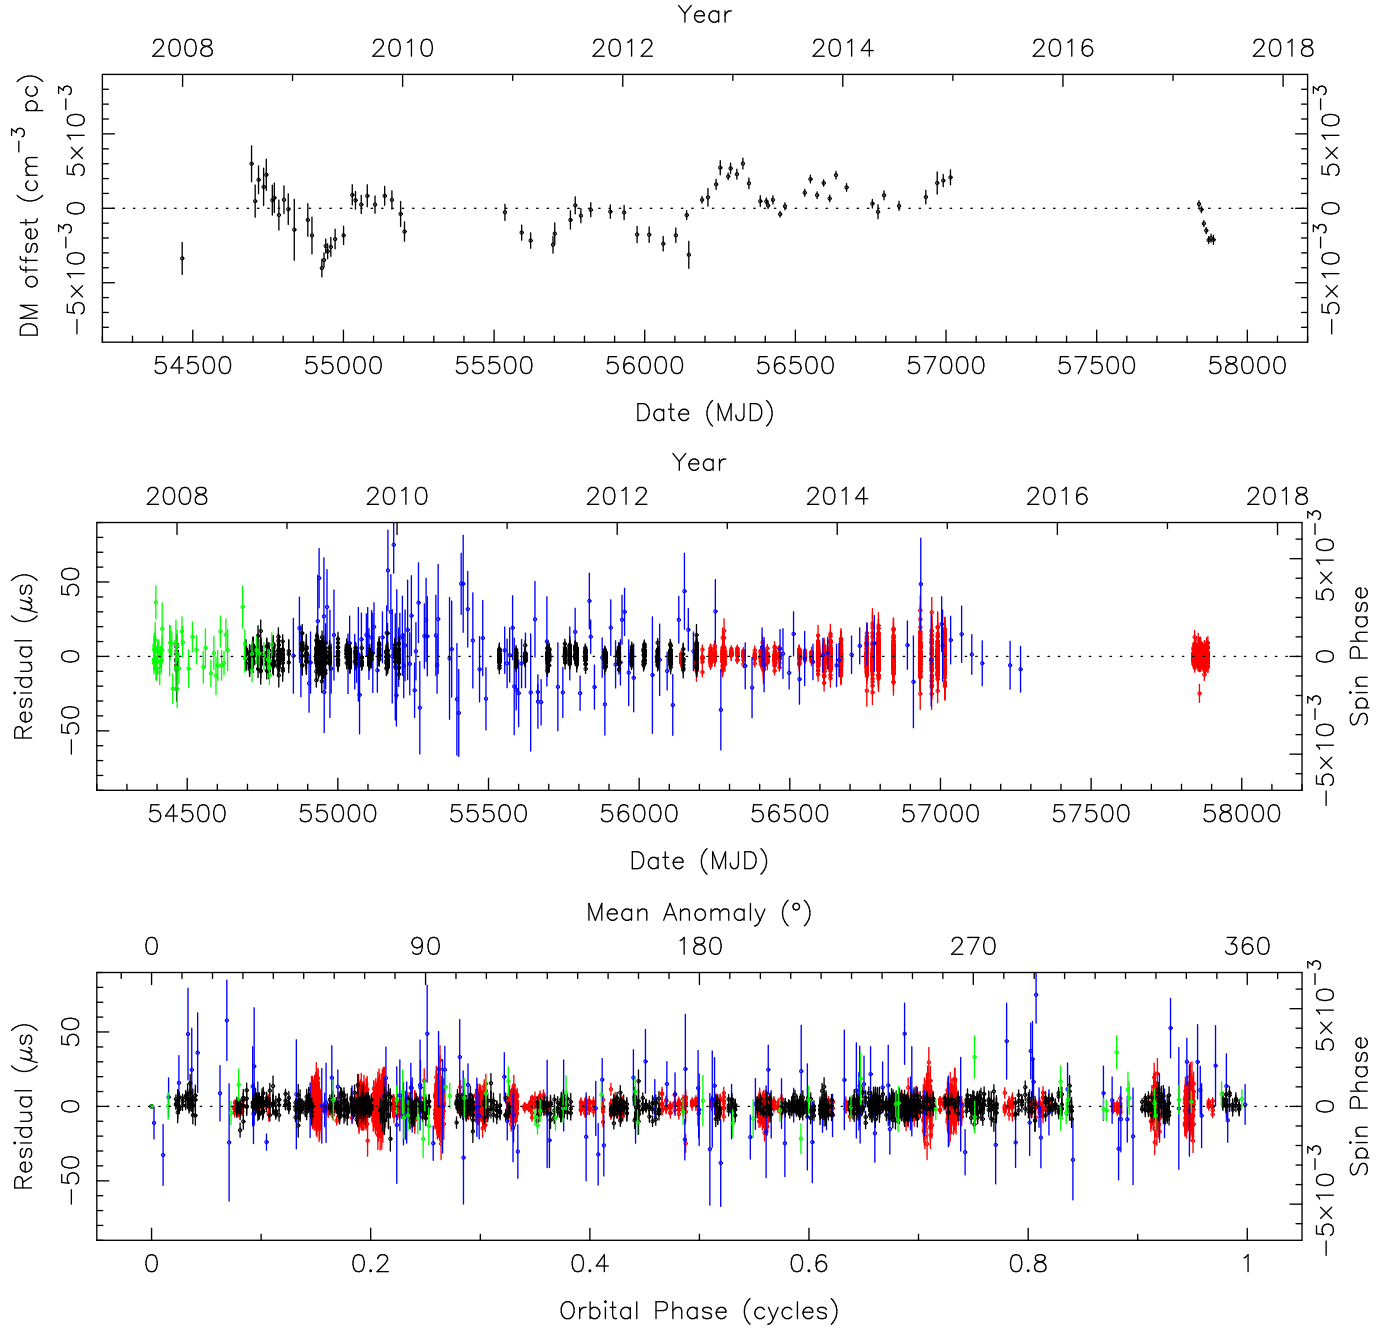 Year
2008 2010 2012 2014 2016 2018
DM offset (cm⁻³ pc)
−5×10⁻³ 0 5×10⁻³
−5×10⁻³ 0 5×10⁻³
54500 55000 55500 56000 56500 57000 57500 58000
Date (MJD)
Year
2008 2010 2012 2014 2016 2018
Residual (μs)
−50 0 50
−5×10⁻³ 0 5×10⁻³
Spin Phase
54500 55000 55500 56000 56500 57000 57500 58000
Date (MJD)
Mean Anomaly (°)
0 90 180 270 360
Residual (μs)
−50 0 50
−5×10⁻³ 0 5×10⁻³
Spin Phase
0 0.2 0.4 0.6 0.8 1
Orbital Phase (cycles)